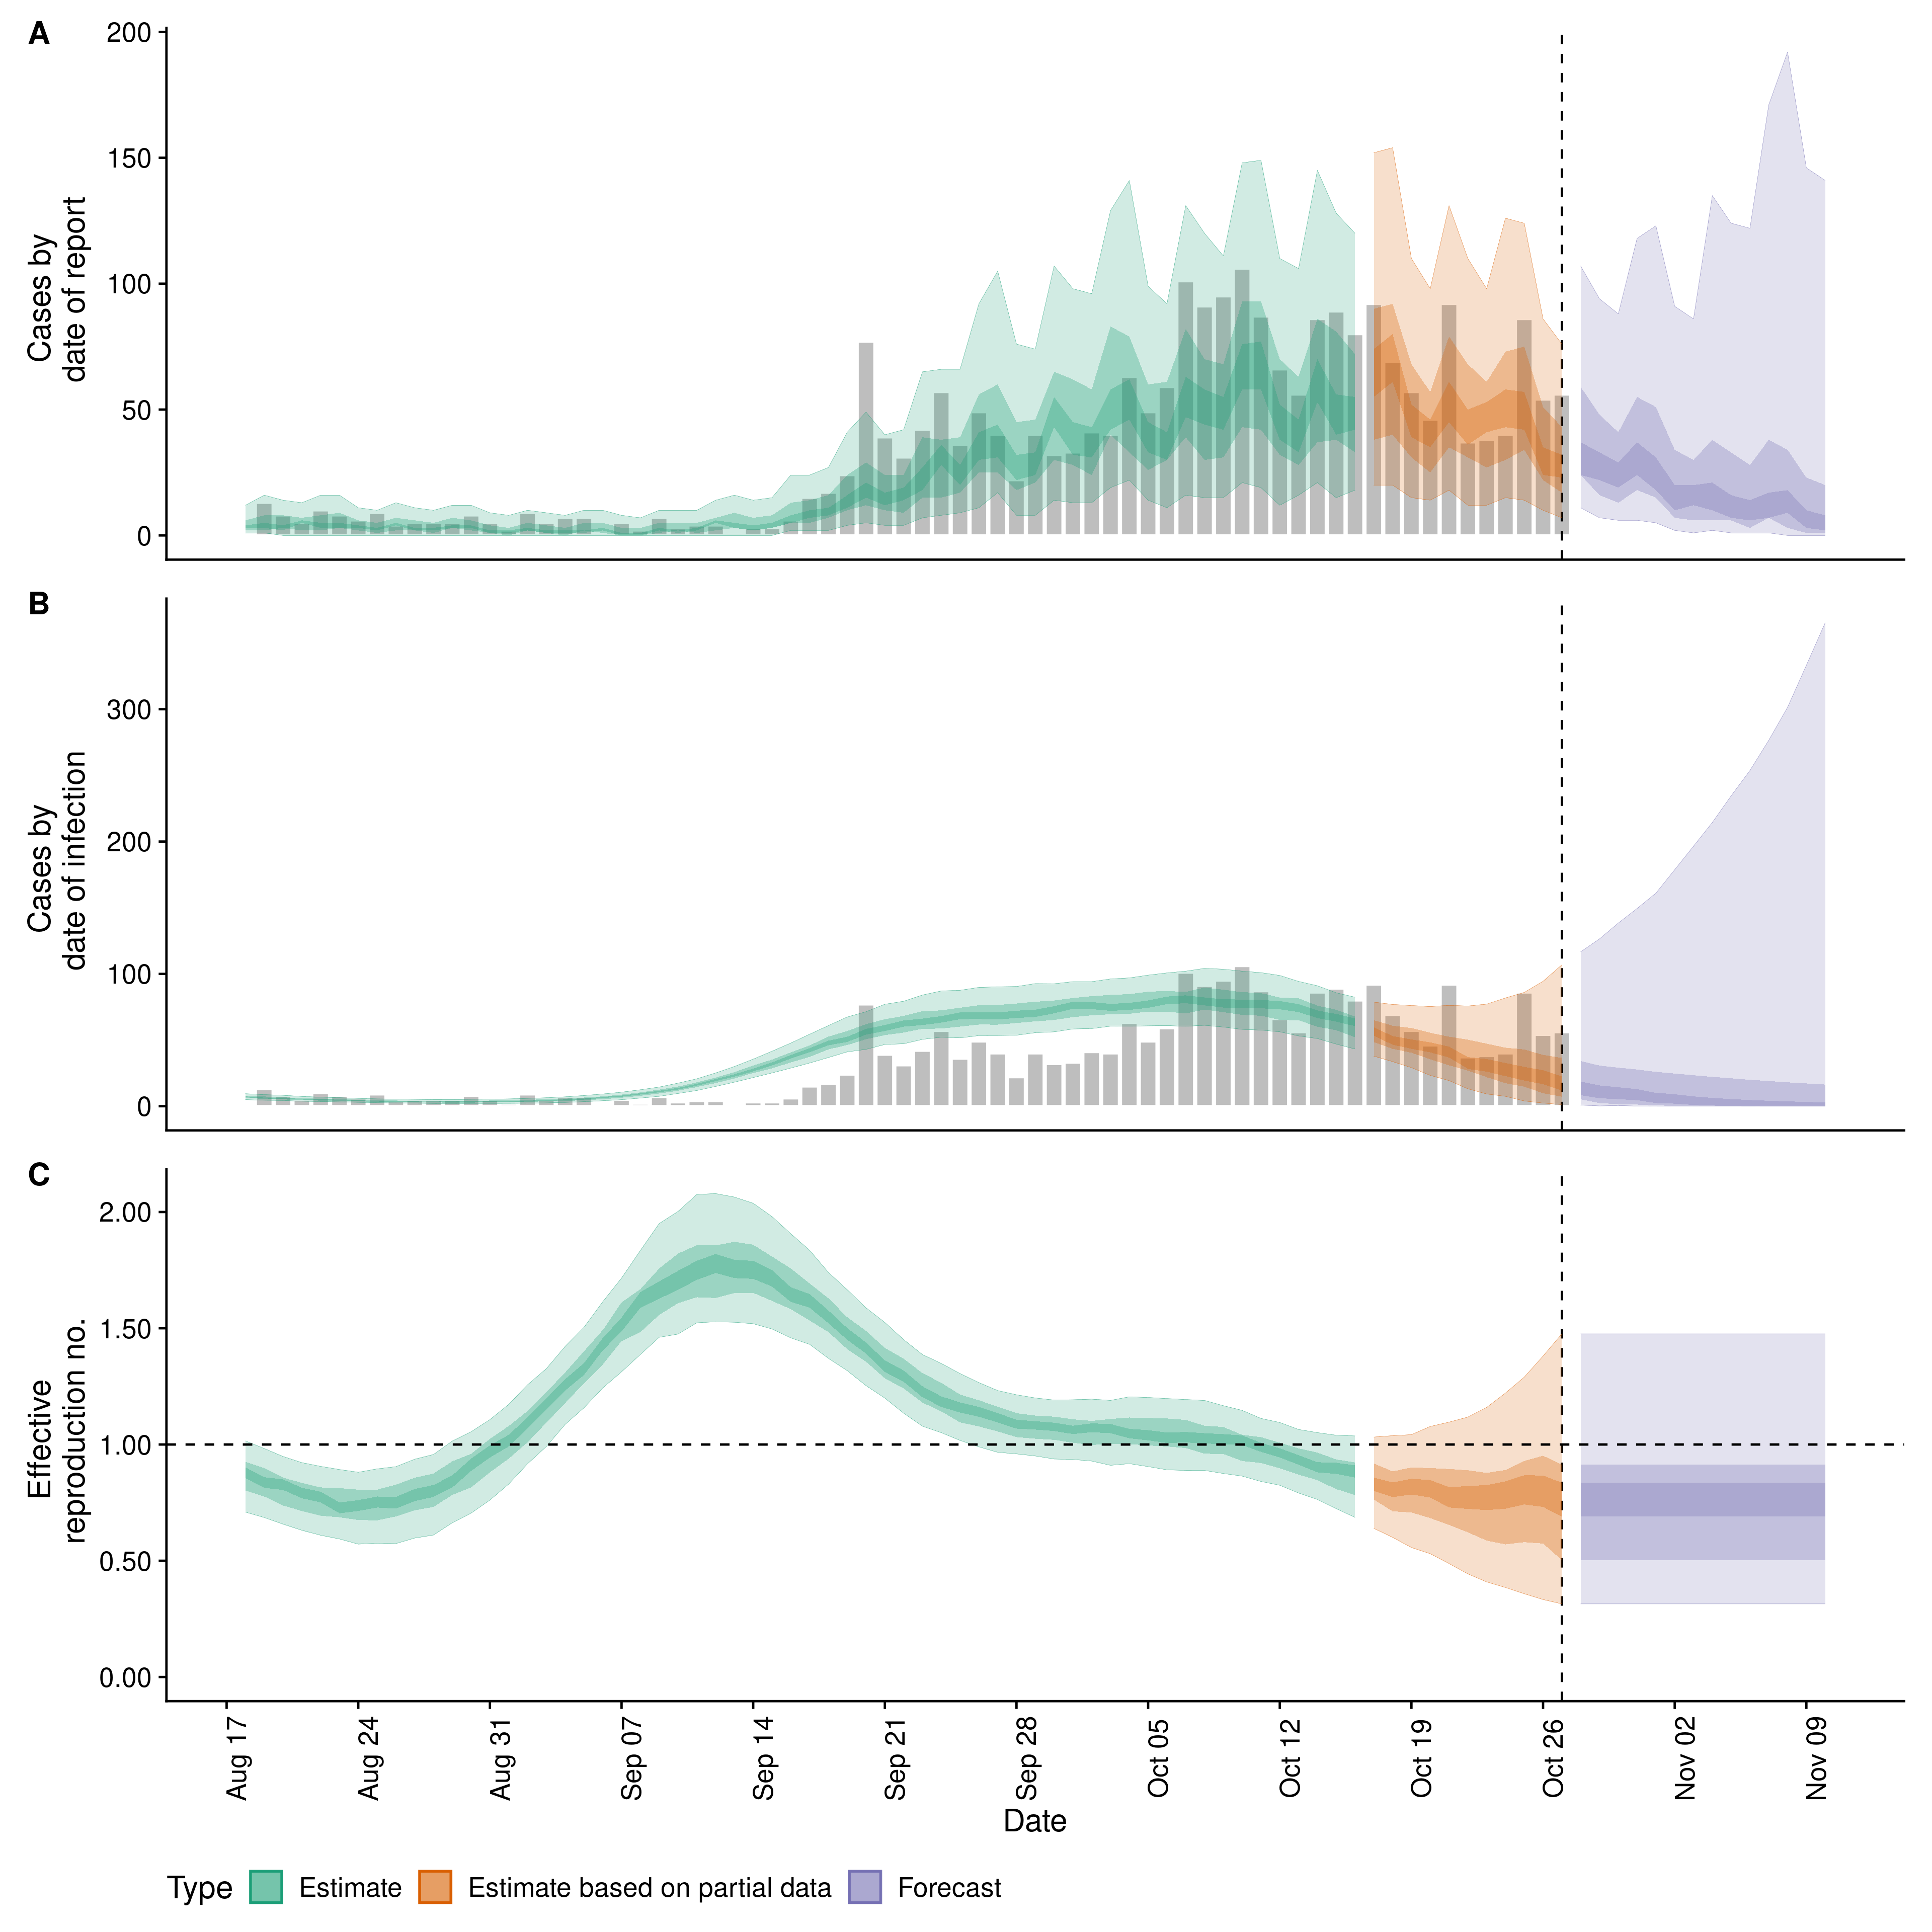 A
Cases by
date of report
200
150
100
50
0
B
Cases by
date of infection
300
200
100
0
C
Effective
reproduction no.
2.00
1.50
1.00
0.50
0.00
Aug 17
Aug 24
Aug 31
Sep 07
Sep 14
Sep 21
Sep 28
Oct 05
Oct 12
Oct 19
Oct 26
Nov 02
Nov 09
Date
Type Estimate Estimate based on partial data Forecast